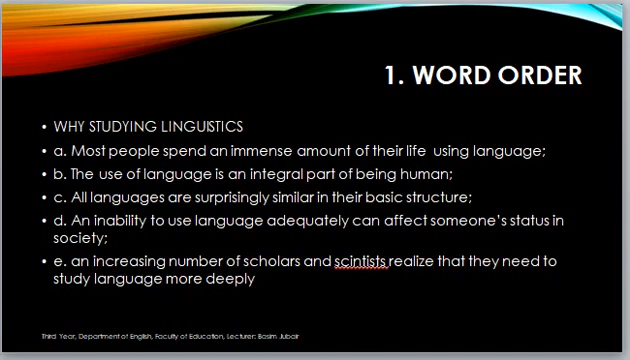 1. WORD ORDER
• WHY STUDYING LINGUISTICS
• a. Most people spend an immense amount of their life using language;
• b. The use of language is an integral part of being human;
• c. All languages are surprisingly similar in their basic structure;
• d. An inability to use language adequately can affect someone's status in
society;
• e. an increasing number of scholars and scintists realize that they need to
study language more deeply
Third Year, Department of English, Faculty of Education, Lecturer: Basim Jubair